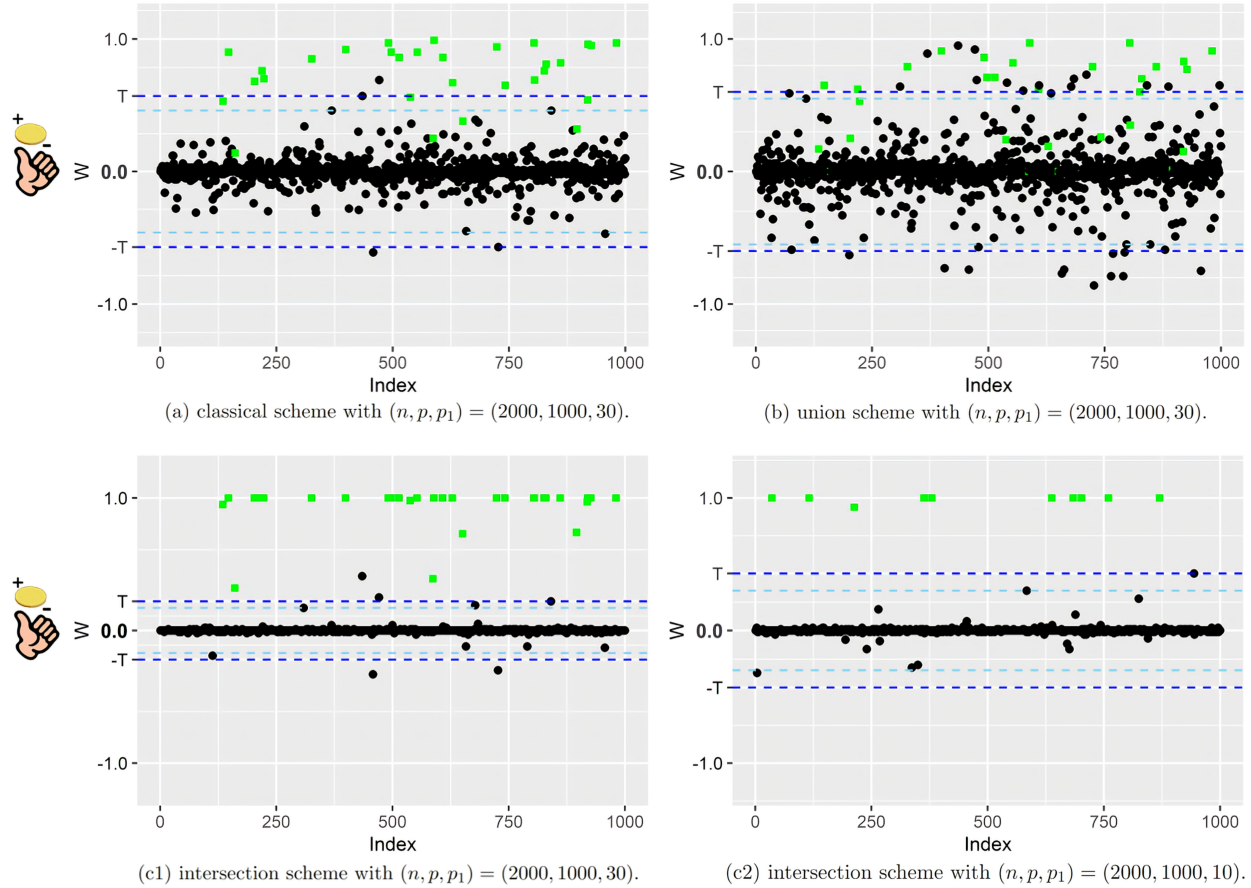 1.0
T
0.0
-T
-1.0
W
+
-
0
250
500
750
1000
Index
(a) classical scheme with (n, p, p₁) = (2000, 1000, 30).
1.0
T
0.0
-T
-1.0
W
0
250
500
750
1000
Index
(b) union scheme with (n, p, p₁) = (2000, 1000, 30).
1.0
T
0.0
-T
-1.0
W
+
-
0
250
500
750
1000
Index
(c1) intersection scheme with (n, p, p₁) = (2000, 1000, 30).
1.0
T
0.0
-T
-1.0
W
0
250
500
750
1000
Index
(c2) intersection scheme with (n, p, p₁) = (2000, 1000, 10).